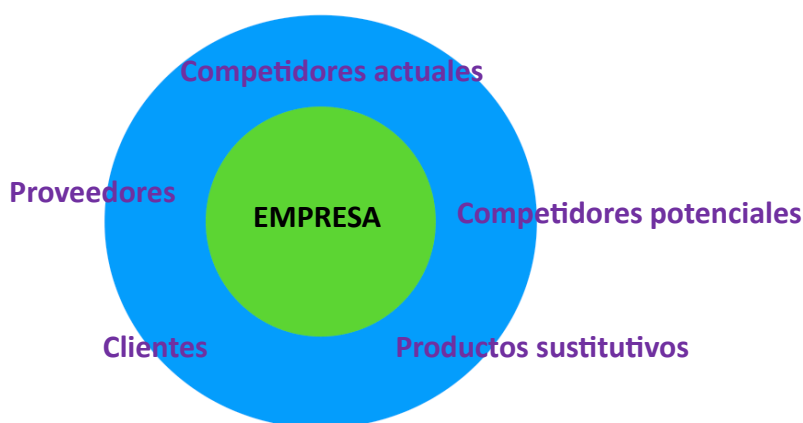 Competidores actuales
Proveedores
EMPRESA
Competidores potenciales
Clientes
Productos sustitutivos